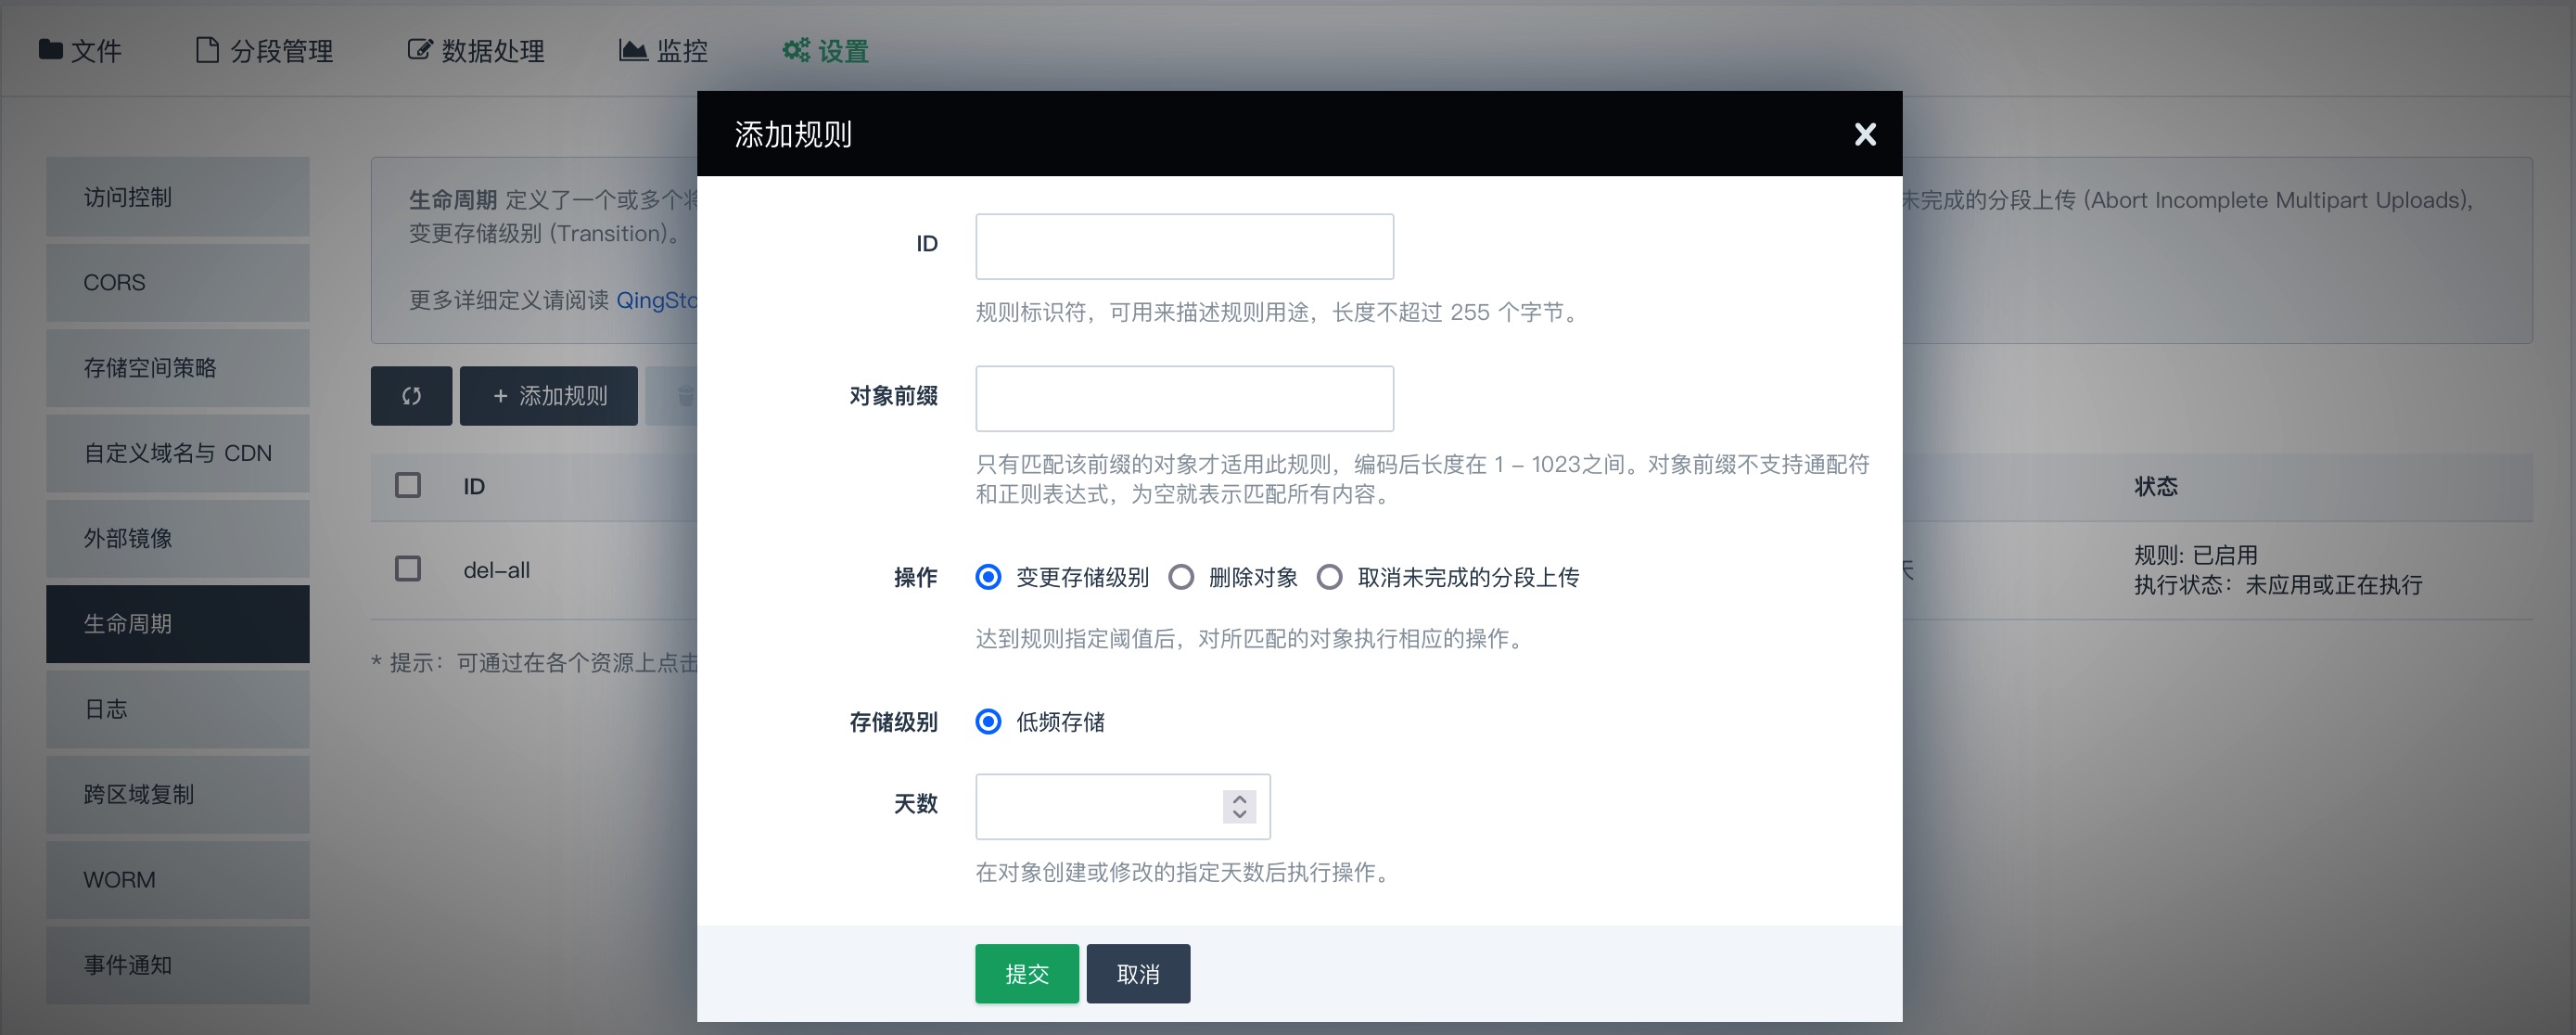 文件 分段管理 数据处理 监控 设置
添加规则
访问控制
CORS
存储空间策略
自定义域名与 CDN
外部镜像
生命周期
日志
跨区域复制
WORM
事件通知
生命周期 定义了一个或多个 未完成的分段上传 (Abort Incomplete Multipart Uploads),
变更存储级别 (Transition)。
更多详细定义请阅读 QingSto
+ 添加规则
ID 状态
del-all 规则: 已启用
执行状态：未应用或正在执行
* 提示：可通过在各个资源上点击
ID
规则标识符，可用来描述规则用途，长度不超过 255 个字节。
对象前缀
只有匹配该前缀的对象才适用此规则，编码后长度在 1 – 1023之间。对象前缀不支持通配符
和正则表达式，为空就表示匹配所有内容。
操作 变更存储级别 删除对象 取消未完成的分段上传
达到规则指定阈值后，对所匹配的对象执行相应的操作。
存储级别 低频存储
天数
在对象创建或修改的指定天数后执行操作。
提交 取消